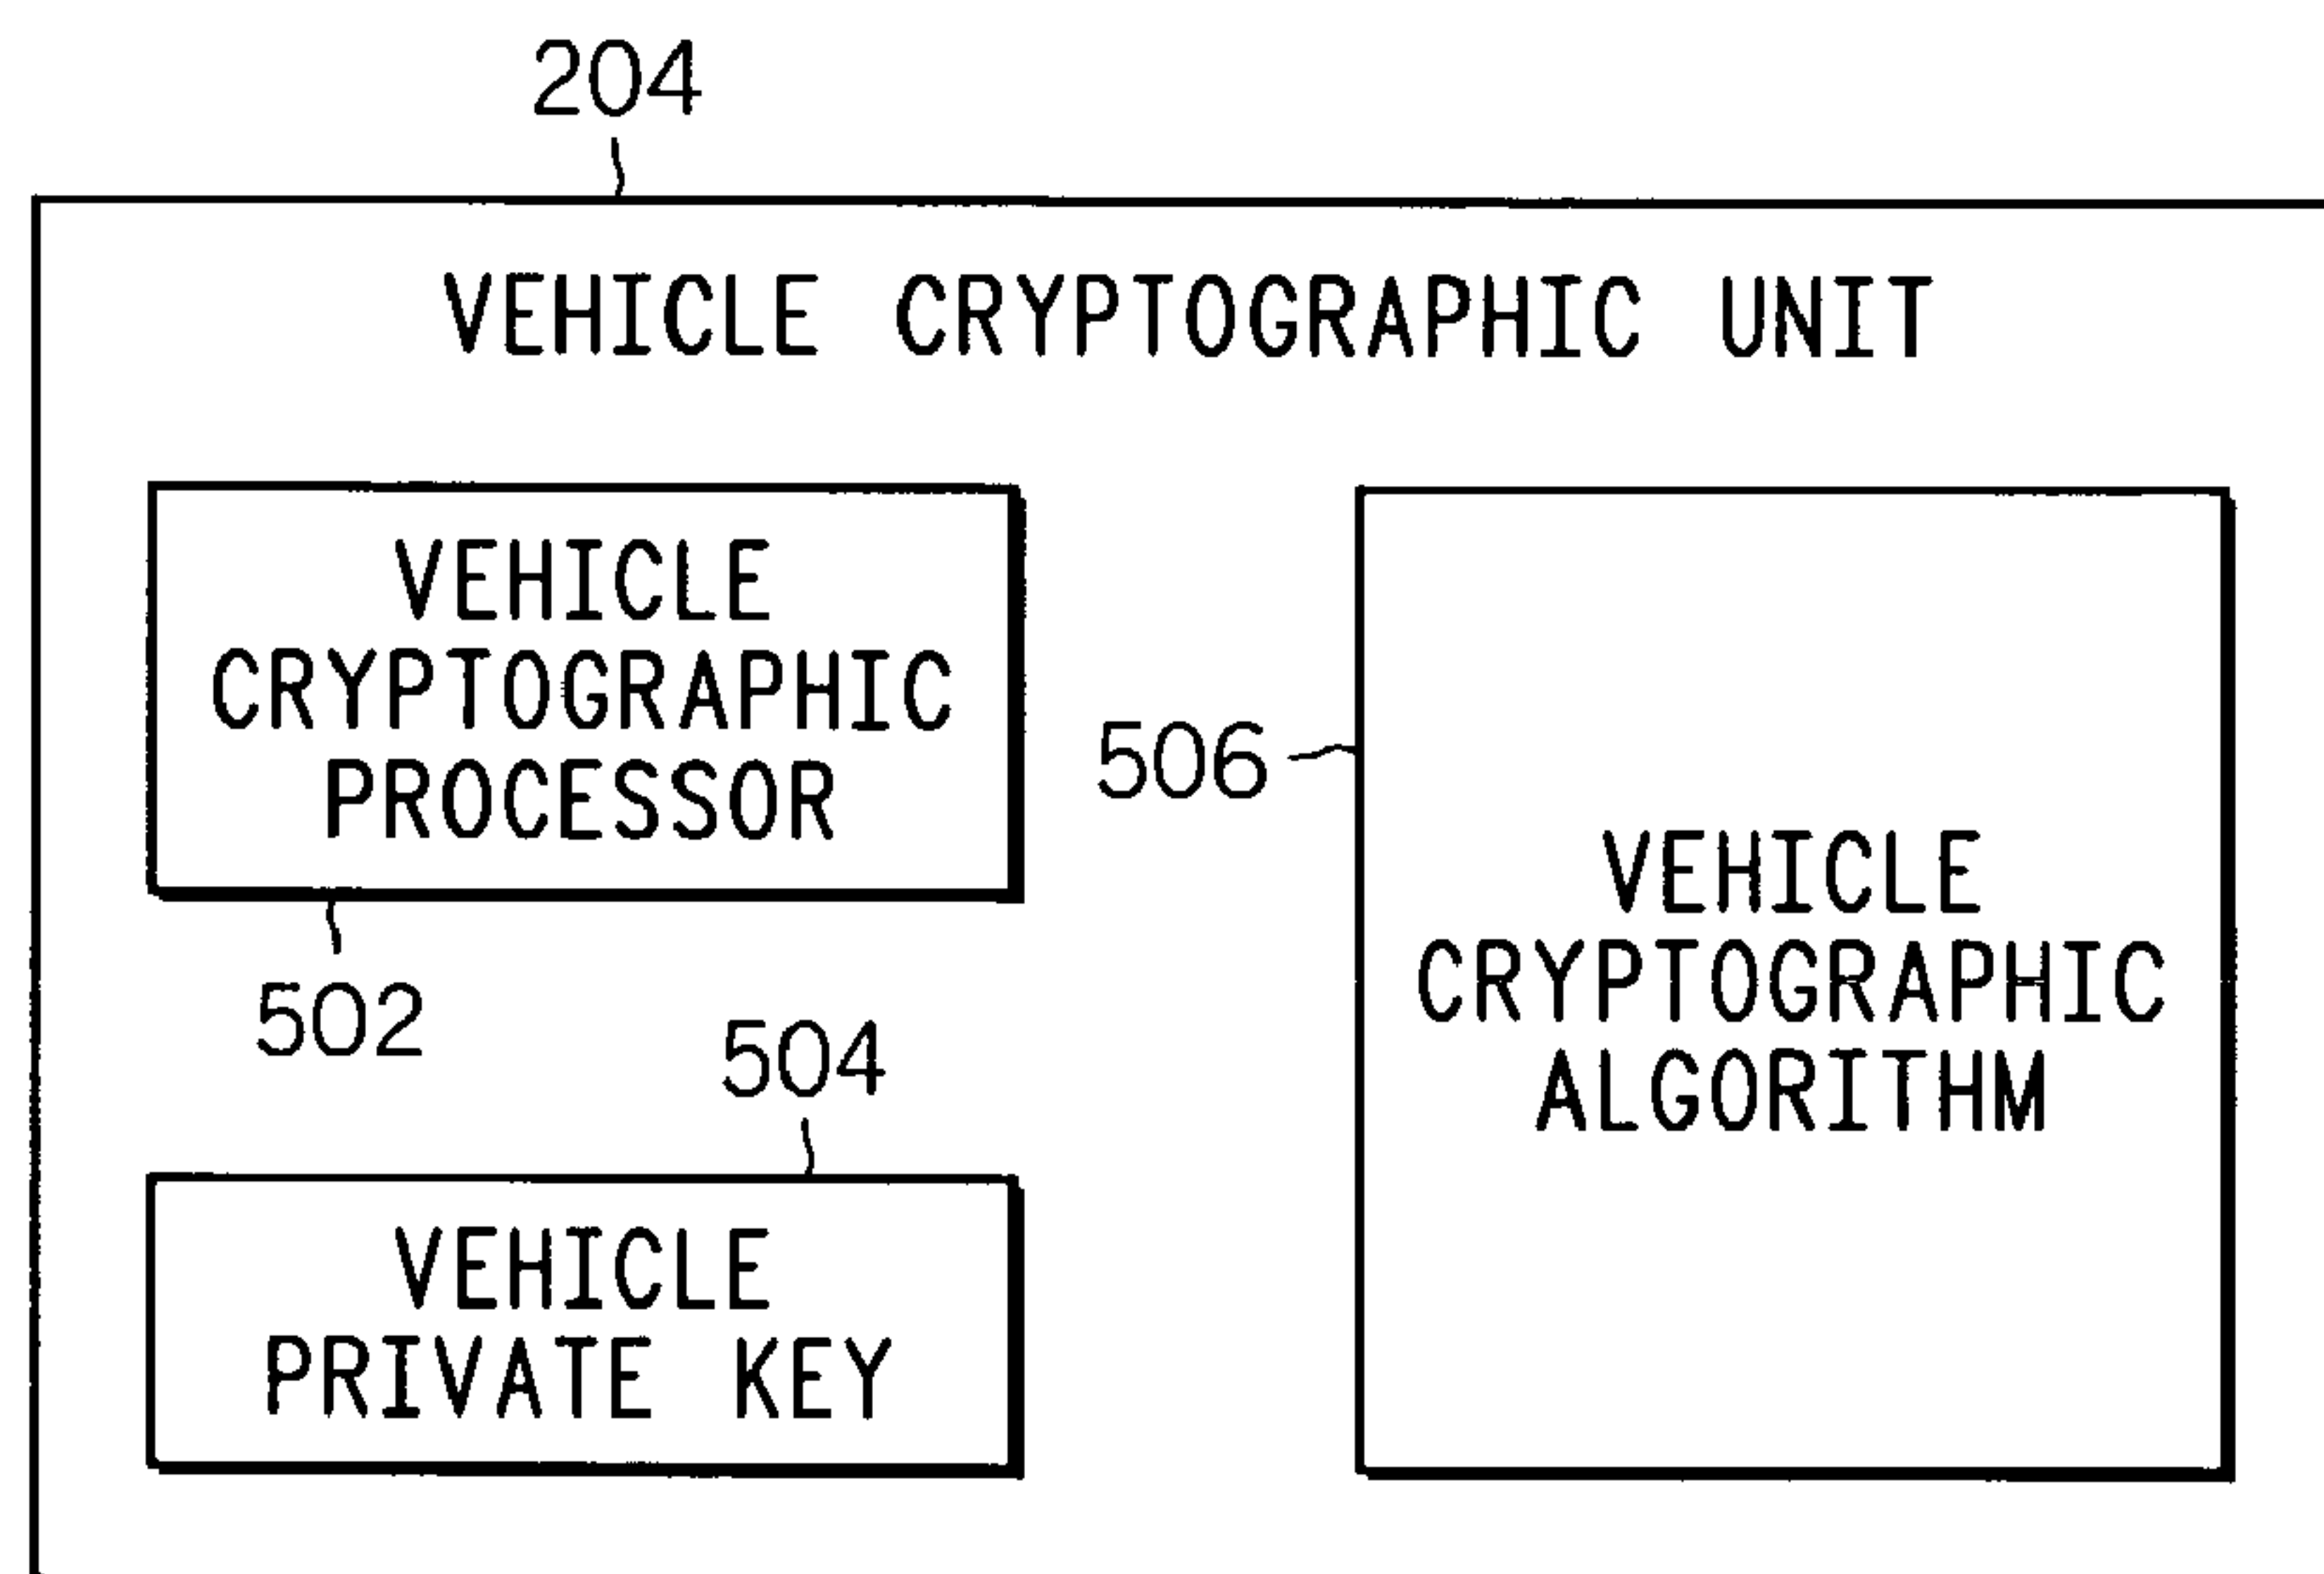 204
VEHICLE CRYPTOGRAPHIC UNIT
VEHICLE
CRYPTOGRAPHIC
PROCESSOR
502
504
VEHICLE
PRIVATE KEY
506
VEHICLE
CRYPTOGRAPHIC
ALGORITHM